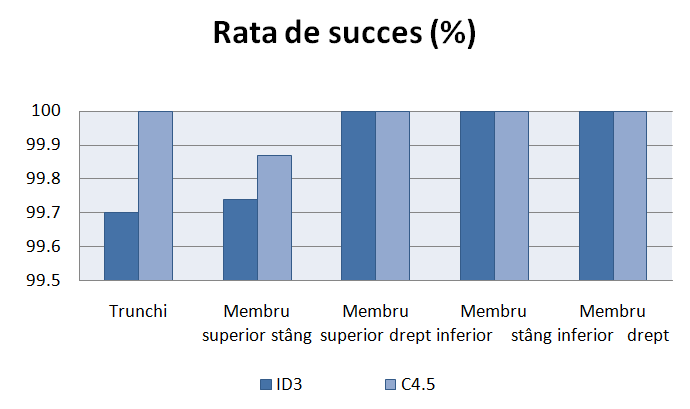 Rata de succes (%)
100
99.9
99.8
99.7
99.6
99.5
Trunchi
Membru
superior stâng
Membru
superior drept
Membru
inferior stâng
Membru
inferior drept
ID3
C4.5